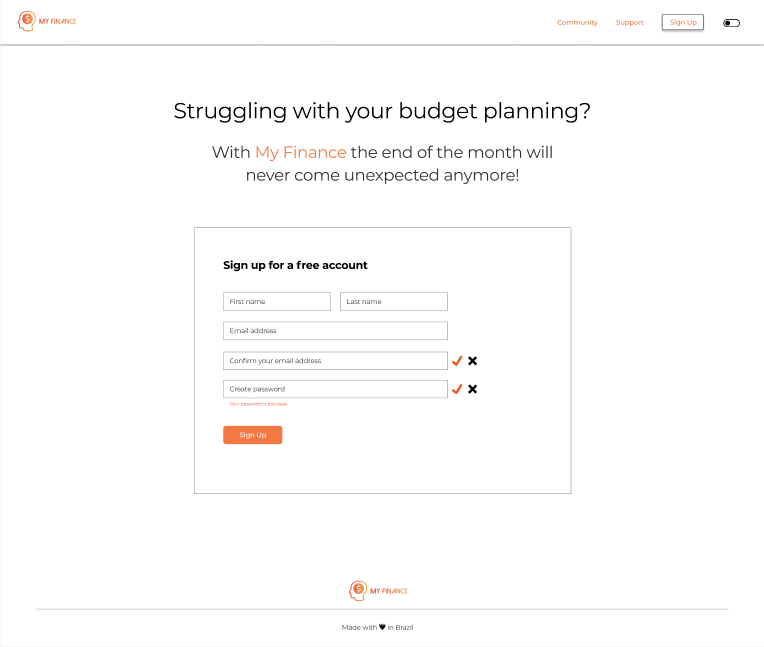 MY FINANCE
Community Support Sign Up
Struggling with your budget planning?
With My Finance the end of the month will
never come unexpected anymore!
Sign up for a free account
First name Last name
Email address
Confirm your email address
Create password
Your password is too weak
Sign Up
MY FINANCE
Made with 🖤 in Brazil